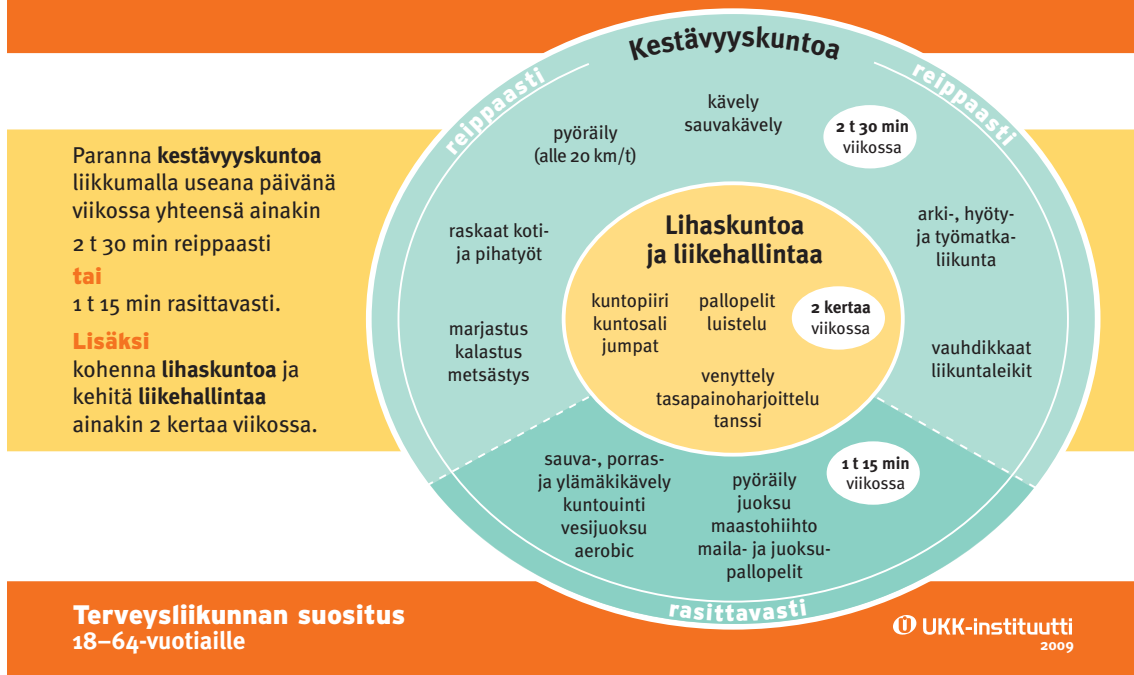 Kestävyyskuntoa
reippaasti
reippaasti
kävely
sauvakävely
2 t 30 min
viikossa
pyöräily
(alle 20 km/t)
Paranna kestävyyskuntoa
liikkumalla useana päivänä
viikossa yhteensä ainakin
2 t 30 min reippaasti
tai
1 t 15 min rasittavasti.
Lisäksi
kohenna lihaskuntoa ja
kehitä liikehallintaa
ainakin 2 kertaa viikossa.
raskaat koti-
ja pihatyöt
marjastus
kalastus
metsästys
Lihaskuntoa
ja liikehallintaa
kuntopiiri
kuntosali
jumpat
pallopelit
luistelu
2 kertaa
viikossa
venyttely
tasapainoharjoittelu
tanssi
arki-, hyöty-
ja työmatka-
liikunta
vauhdikkaat
liikuntaleikit
sauva-, porras-
ja ylämäkikävely
kuntouinti
vesijuoksu
aerobic
pyöräily
juoksu
maastohiihto
maila- ja juoksu-
pallopelit
1 t 15 min
viikossa
rasittavasti
Terveysliikunnan suositus
18–64-vuotiaille
UKK-instituutti
2009